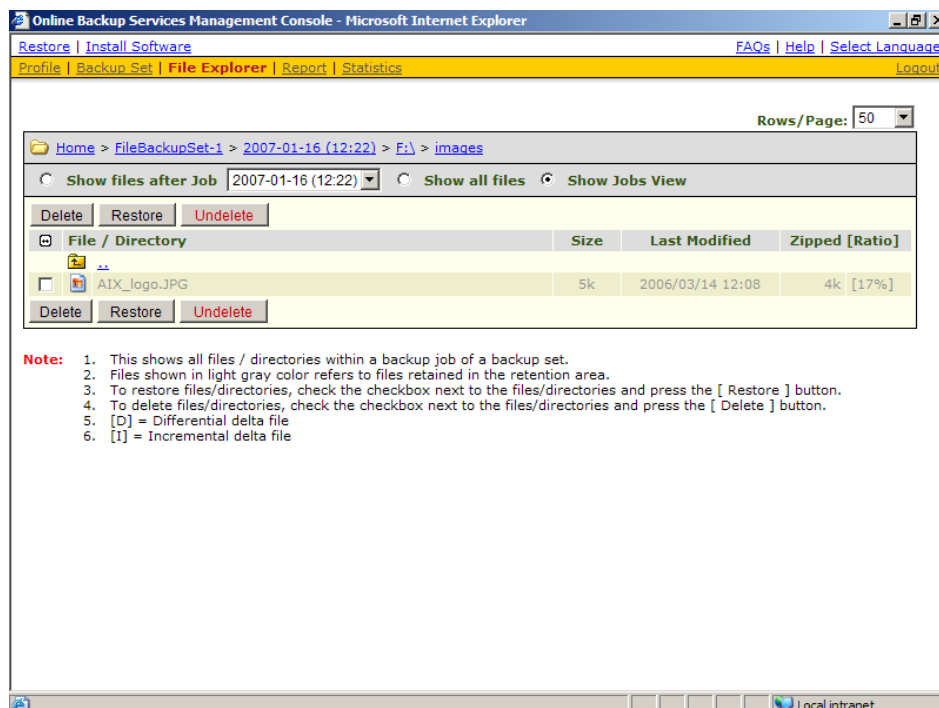 Online Backup Services Management Console - Microsoft Internet Explorer
Restore | Install Software FAQs | Help | Select Language
Profile | Backup Set | File Explorer | Report | Statistics Logout
Rows/Page: 50
Home > FileBackupSet-1 > 2007-01-16 (12:22) > F:\ > images
Show files after Job 2007-01-16 (12:22) Show all files Show Jobs View
Delete Restore Undelete
File / Directory Size Last Modified Zipped [Ratio]
..
AIX_logo.JPG 5k 2006/03/14 12:08 4k [17%]
Delete Restore Undelete
Note: 1. This shows all files / directories within a backup job of a backup set.
2. Files shown in light gray color refers to files retained in the retention area.
3. To restore files/directories, check the checkbox next to the files/directories and press the [ Restore ] button.
4. To delete files/directories, check the checkbox next to the files/directories and press the [ Delete ] button.
5. [D] = Differential delta file
6. [I] = Incremental delta file
Local intranet